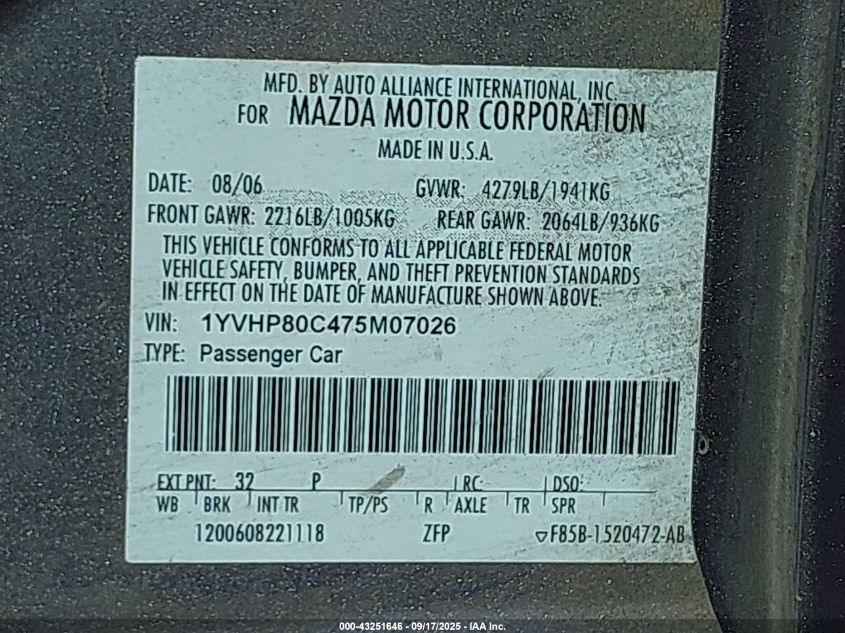 MFD. BY AUTO ALLIANCE INTERNATIONAL, INC.
FOR MAZDA MOTOR CORPORATION
MADE IN U.S.A.
DATE: 08/06 GVWR: 4279LB/1941KG
FRONT GAWR: 2216LB/1005KG REAR GAWR: 2064LB/936KG
THIS VEHICLE CONFORMS TO ALL APPLICABLE FEDERAL MOTOR
VEHICLE SAFETY, BUMPER, AND THEFT PREVENTION STANDARDS
IN EFFECT ON THE DATE OF MANUFACTURE SHOWN ABOVE.
VIN: 1YVHP80C475M07026
TYPE: Passenger Car
EXT PNT: 32 P RC: DSO:
WB BRK INT TR TP/PS R AXLE TR SPR
1200608221118 ZFP F85B-1520472-AB
000-43251646 - 09/17/2025 - IAA Inc.